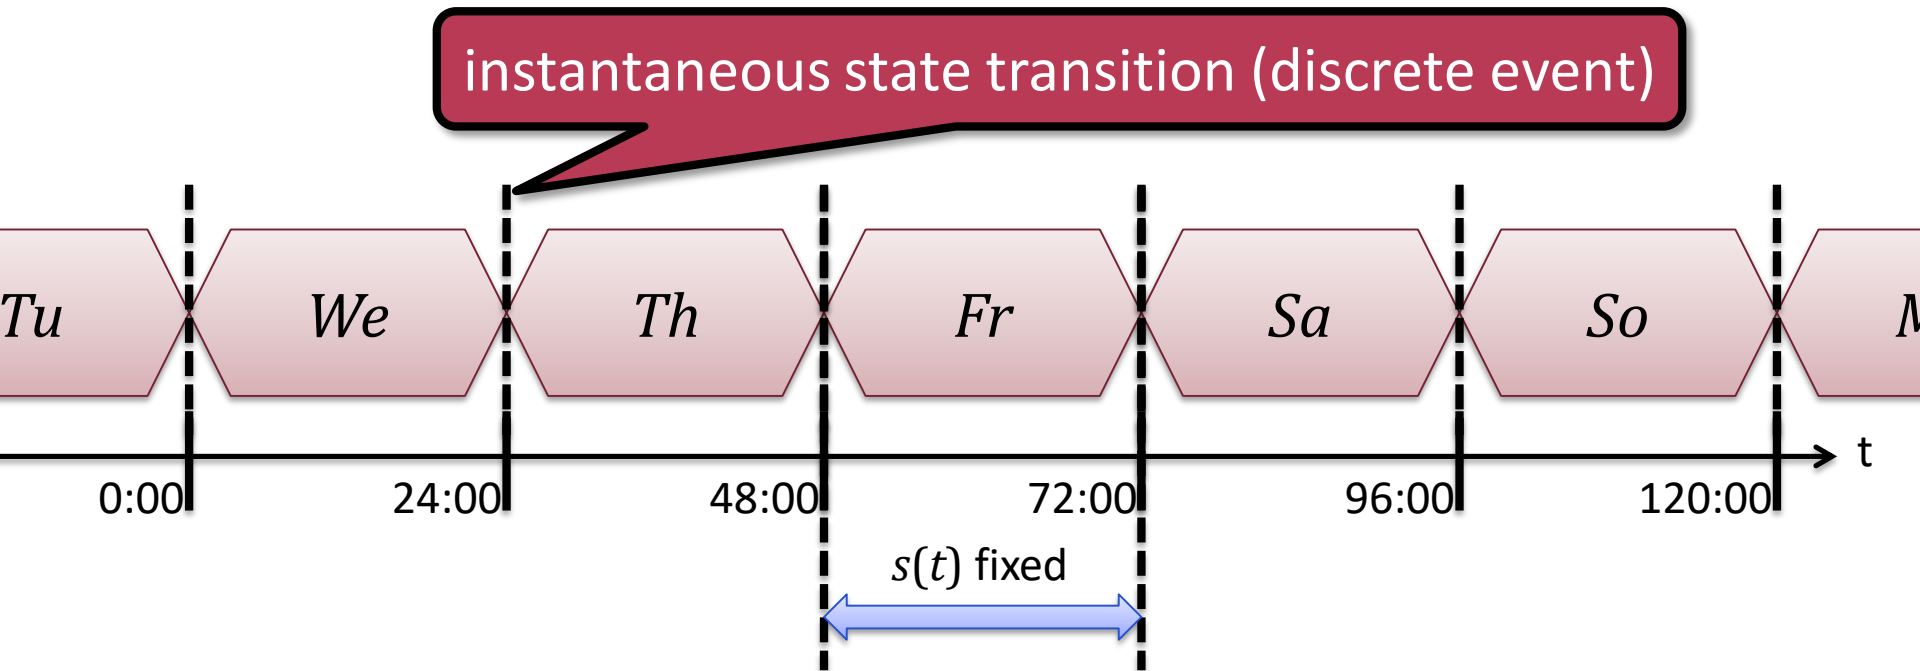 instantaneous state transition (discrete event)
Tu We Th Fr Sa So
t
0:00 24:00 48:00 72:00 96:00 120:00
s(t) fixed